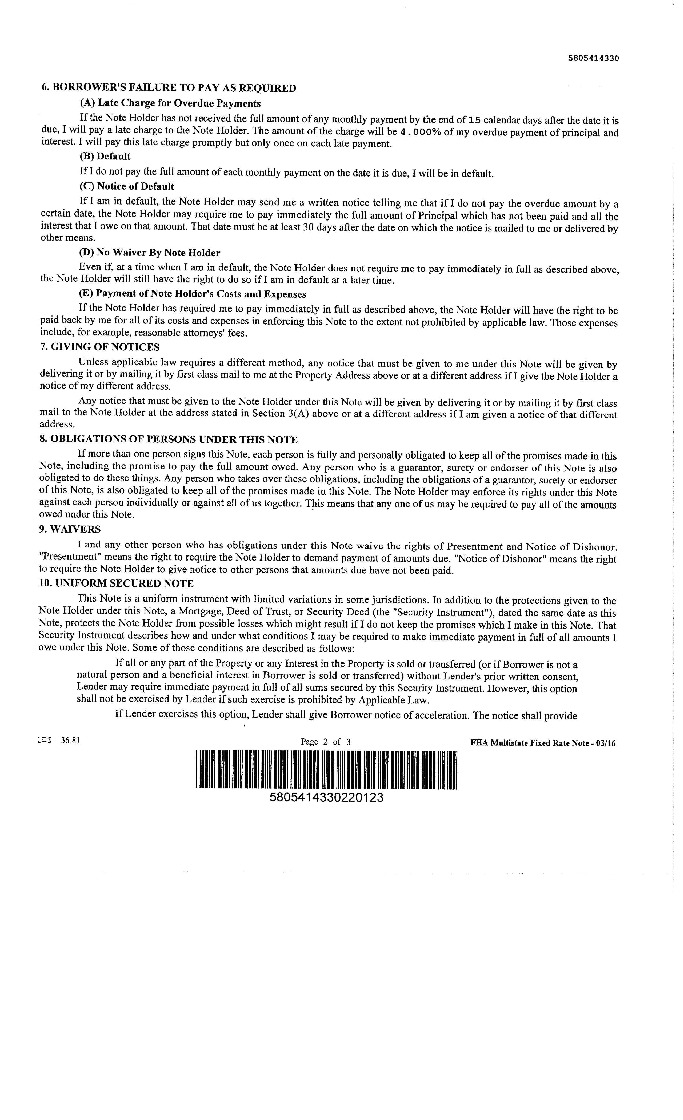 5805414330
6. BORROWER'S FAILURE TO PAY AS REQUIRED
(A) Late Charge for Overdue Payments
If the Note Holder has not received the full amount of any monthly payment by the end of 15 calendar days after the date it is
due, I will pay a late charge to the Note Holder. The amount of the charge will be 4.000% of my overdue payment of principal and
interest. I will pay this late charge promptly but only once on each late payment.
(B) Default
If I do not pay the full amount of each monthly payment on the date it is due, I will be in default.
(C) Notice of Default
If I am in default, the Note Holder may send me a written notice telling me that if I do not pay the overdue amount by a
certain date, the Note Holder may require me to pay immediately the full amount of Principal which has not been paid and all the
interest that I owe on that amount. That date must be at least 30 days after the date on which the notice is mailed to me or delivered by
other means.
(D) No Waiver By Note Holder
Even if, at a time when I am in default, the Note Holder does not require me to pay immediately in full as described above,
the Note Holder will still have the right to do so if I am in default at a later time.
(E) Payment of Note Holder's Costs and Expenses
If the Note Holder has required me to pay immediately in full as described above, the Note Holder will have the right to be
paid back by me for all of its costs and expenses in enforcing this Note to the extent not prohibited by applicable law. Those expenses
include, for example, reasonable attorneys' fees.
7. GIVING OF NOTICES
Unless applicable law requires a different method, any notice that must be given to me under this Note will be given by
delivering it or by mailing it by first class mail to me at the Property Address above or at a different address if I give the Note Holder a
notice of my different address.
Any notice that must be given to the Note Holder under this Note will be given by delivering it or by mailing it by first class
mail to the Note Holder at the address stated in Section 3(A) above or at a different address if I am given a notice of that different
address.
8. OBLIGATIONS OF PERSONS UNDER THIS NOTE
If more than one person signs this Note, each person is fully and personally obligated to keep all of the promises made in this
Note, including the promise to pay the full amount owed. Any person who is a guarantor, surety or endorser of this Note is also
obligated to do these things. Any person who takes over these obligations, including the obligations of a guarantor, surety or endorser
of this Note, is also obligated to keep all of the promises made in this Note. The Note Holder may enforce its rights under this Note
against each person individually or against all of us together. This means that any one of us may be required to pay all of the amounts
owed under this Note.
9. WAIVERS
I and any other person who has obligations under this Note waive the rights of Presentment and Notice of Dishonor.
"Presentment" means the right to require the Note Holder to demand payment of amounts due. "Notice of Dishonor" means the right
to require the Note Holder to give notice to other persons that amounts due have not been paid.
10. UNIFORM SECURED NOTE
This Note is a uniform instrument with limited variations in some jurisdictions. In addition to the protections given to the
Note Holder under this Note, a Mortgage, Deed of Trust, or Security Deed (the "Security Instrument"), dated the same date as this
Note, protects the Note Holder from possible losses which might result if I do not keep the promises which I make in this Note. That
Security Instrument describes how and under what conditions I may be required to make immediate payment in full of all amounts I
owe under this Note. Some of those conditions are described as follows:
If all or any part of the Property or any Interest in the Property is sold or transferred (or if Borrower is not a
natural person and a beneficial interest in Borrower is sold or transferred) without Lender's prior written consent,
Lender may require immediate payment in full of all sums secured by this Security Instrument. However, this option
shall not be exercised by Lender if such exercise is prohibited by Applicable Law.
If Lender exercises this option, Lender shall give Borrower notice of acceleration. The notice shall provide
Page 2 of 3
FHA Multistate Fixed Rate Note - 03/16
5805414330220123